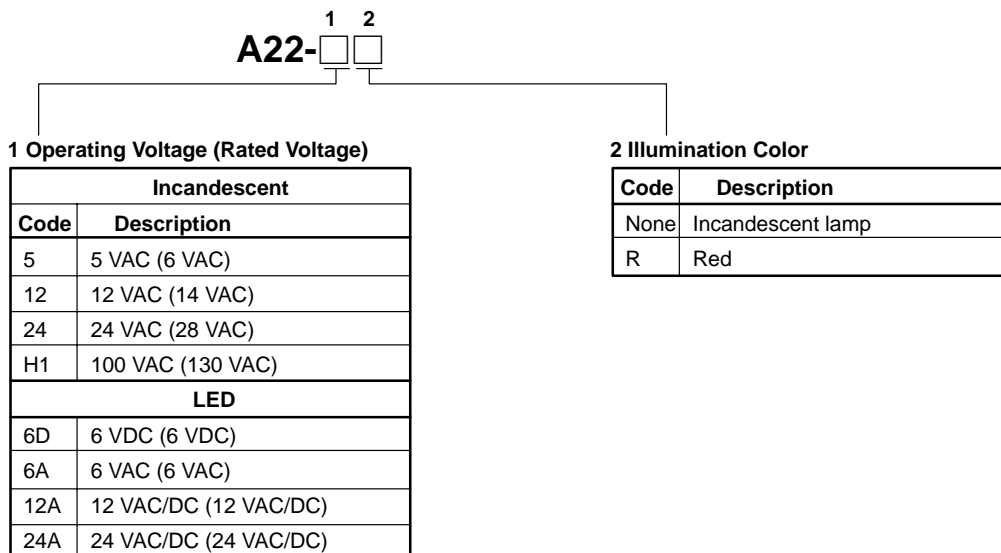 1 2
A22-
1 Operating Voltage (Rated Voltage)
Incandescent
Code Description
5 5 VAC (6 VAC)
12 12 VAC (14 VAC)
24 24 VAC (28 VAC)
H1 100 VAC (130 VAC)
LED
6D 6 VDC (6 VDC)
6A 6 VAC (6 VAC)
12A 12 VAC/DC (12 VAC/DC)
24A 24 VAC/DC (24 VAC/DC)
2 Illumination Color
Code Description
None Incandescent lamp
R Red